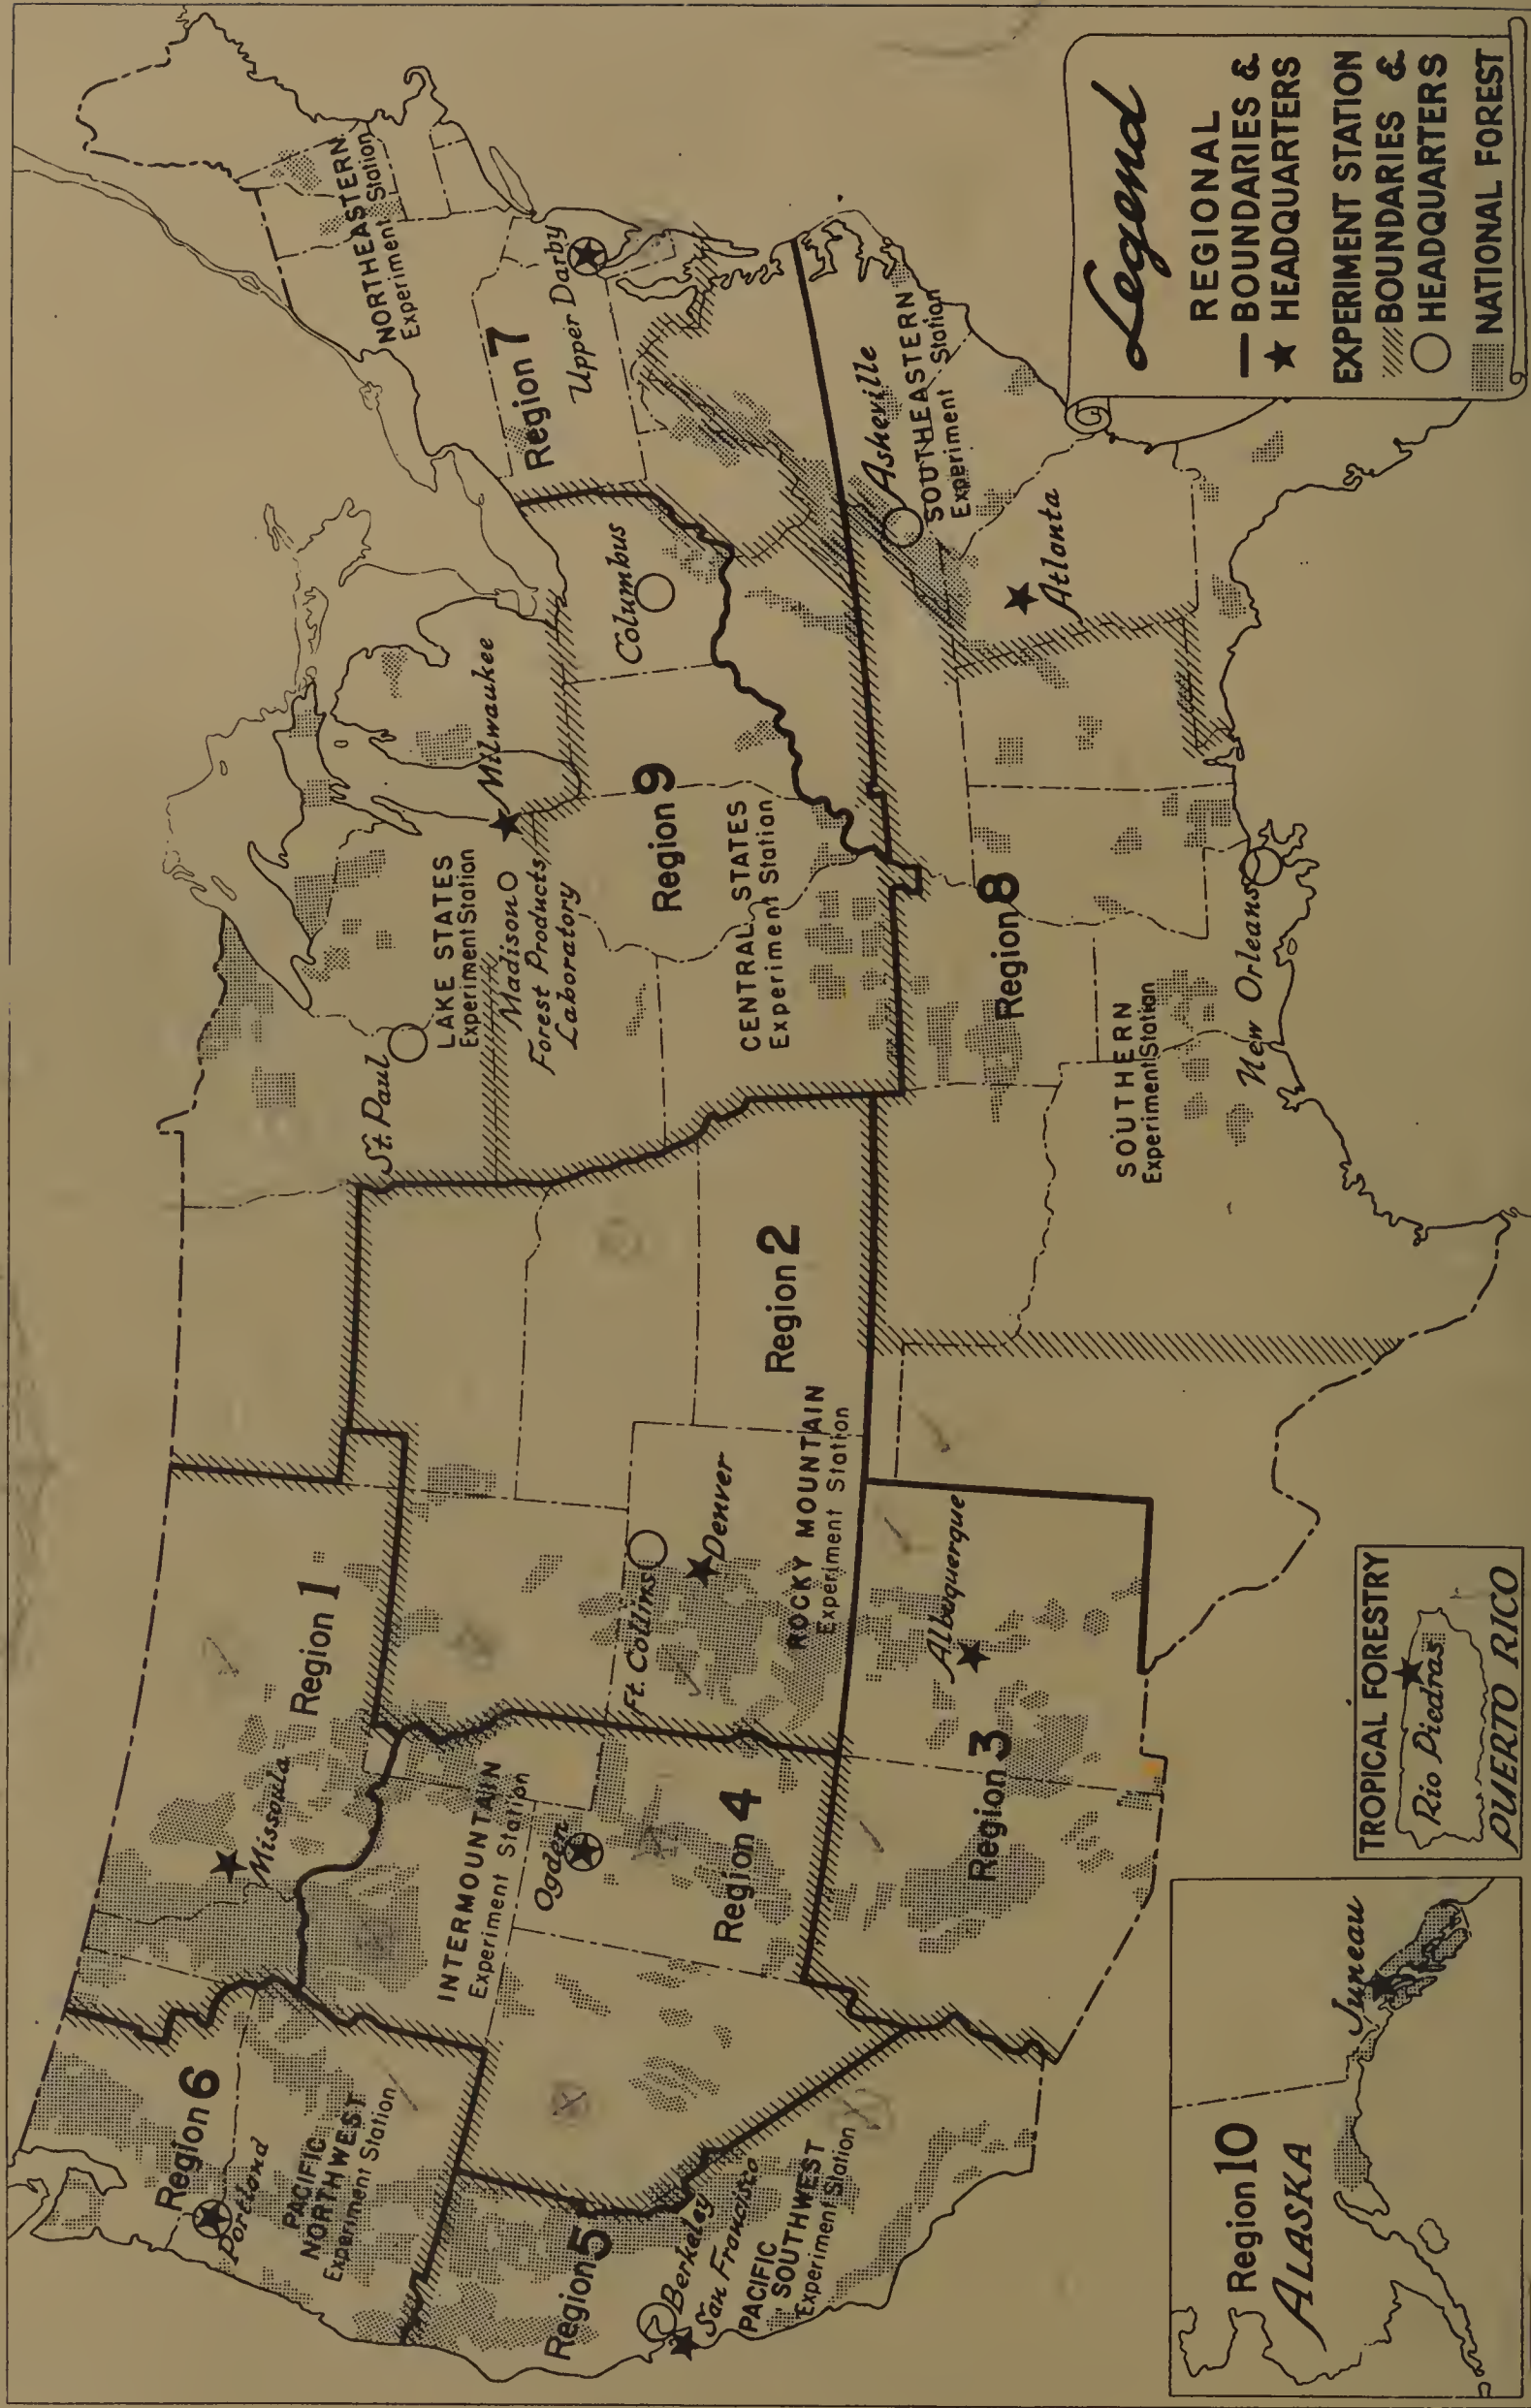 Region 6
Portland
PACIFIC
NORTHWEST
Experiment Station
Region 5
Berkeley
San Francisco
PACIFIC
SOUTHWEST
Experiment Station
Missoula
Region 1
INTERMOUNTAIN
Experiment Station
Ogden
Region 4
Ft. Collins
Denver
ROCKY MOUNTAIN
Experiment Station
Region 2
Albuquerque
Region 3
St. Paul
LAKE STATES
Experiment Station
Milwaukee
Madison
Forest Products
Laboratory
Region 9
CENTRAL STATES
Experiment Station
Columbus
NORTHEASTERN
Experiment Station
Region 7
Upper Darby
Asheville
SOUTHEASTERN
Experiment Station
Atlanta
Region 8
SOUTHERN
Experiment Station
New Orleans
Region 10
ALASKA
Juneau
TROPICAL FORESTRY
Rio Piedras
PUERTO RICO
Legend
REGIONAL
BOUNDARIES &
HEADQUARTERS
EXPERIMENT STATION
BOUNDARIES &
HEADQUARTERS
NATIONAL FOREST